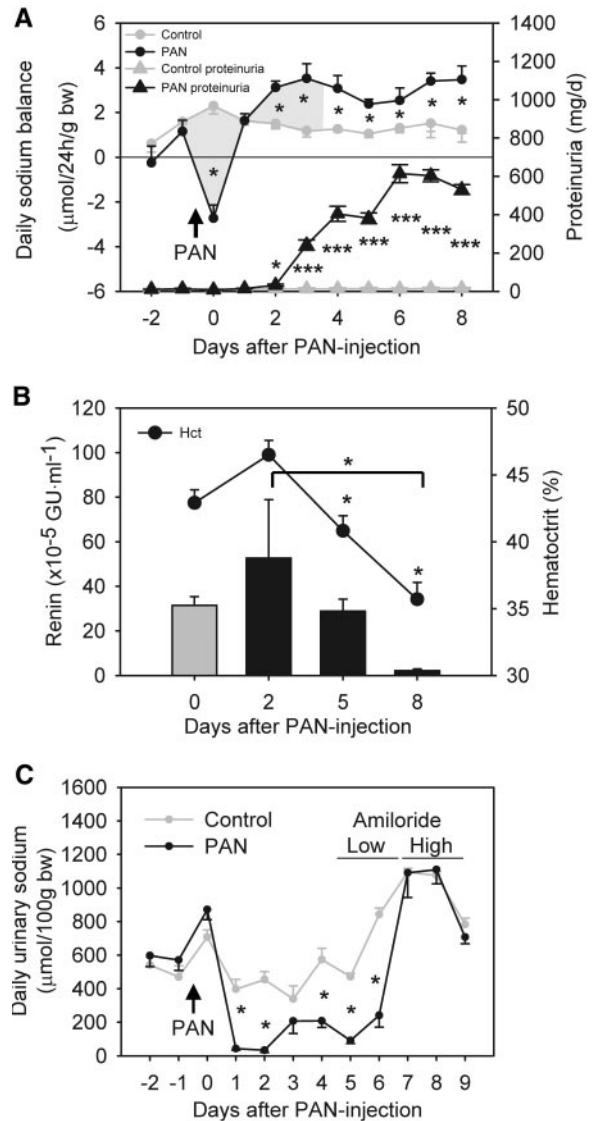 A
Control
PAN
Control proteinuria
PAN proteinuria
Daily sodium balance
(μmol/24h/g bw)
Proteinuria (mg/d)
6
4
2
0
-2
-4
-6
1400
1200
1000
800
600
400
200
0
*
* * * * * * *
PAN
* *** *** *** *** *** ***
-2 0 2 4 6 8
Days after PAN-injection
B
Hct
Renin (x10-5 GU·ml-1)
Hematoctrit (%)
120
100
80
60
40
20
0
50
45
40
35
30
*
*
*
0 2 5 8
Days after PAN-injection
C
Control
PAN
Amiloride
Low High
Daily urinary sodium
(μmol/100g bw)
1600
1400
1200
1000
800
600
400
200
0
PAN
* * * * *
-2 -1 0 1 2 3 4 5 6 7 8 9
Days after PAN-injection